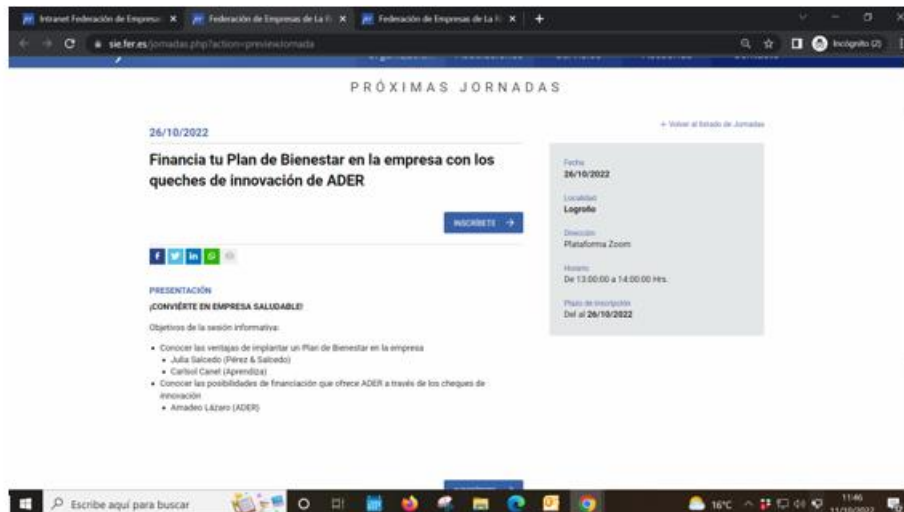 Intranet Federación de Empresa
Federación de Empresas de La Ri
Federación de Empresas de La Ri
sie.fer.es/jornadas.php?action=previewJornada
Incógnito (2)
PRÓXIMAS JORNADAS
← Volver al listado de Jornadas
26/10/2022
Financia tu Plan de Bienestar en la empresa con los
queches de innovación de ADER
INSCRÍBETE →
PRESENTACIÓN
¡CONVIÉRTE EN EMPRESA SALUDABLE!
Objetivos de la sesión informativa:
• Conocer las ventajas de implantar un Plan de Bienestar en la empresa
• Julia Salcedo (Pérez & Salcedo)
• Carisol Canel (Aprendiza)
• Conocer las posibilidades de financiación que ofrece ADER a través de los cheques de
innovación
• Amadeo Lázaro (ADER)
Fecha
26/10/2022
Localidad
Logroño
Dirección
Plataforma Zoom
Horario
De 13:00:00 a 14:00:00 Hrs.
Plazo de inscripción
Del al 26/10/2022
Escribe aquí para buscar
16°C
11:46
11/10/2022